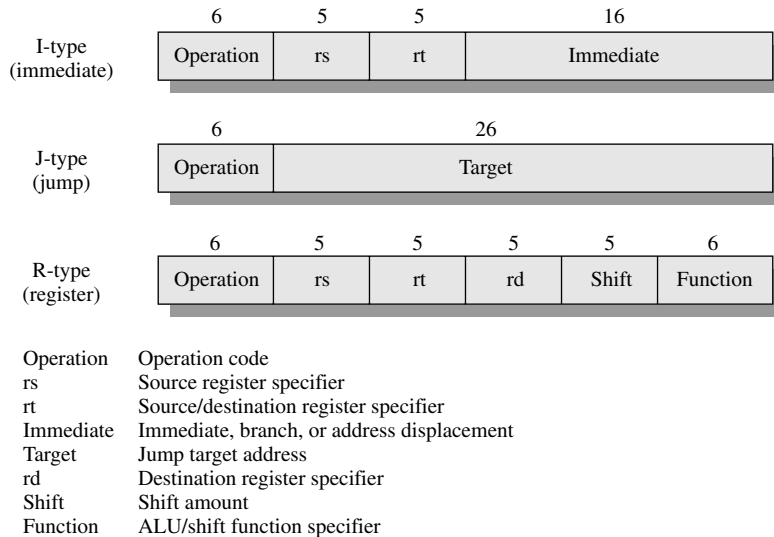 6 5 5 16
I-type
(immediate)
Operation rs rt Immediate
6 26
J-type
(jump)
Operation Target
6 5 5 5 5 6
R-type
(register)
Operation rs rt rd Shift Function
Operation Operation code
rs Source register specifier
rt Source/destination register specifier
Immediate Immediate, branch, or address displacement
Target Jump target address
rd Destination register specifier
Shift Shift amount
Function ALU/shift function specifier